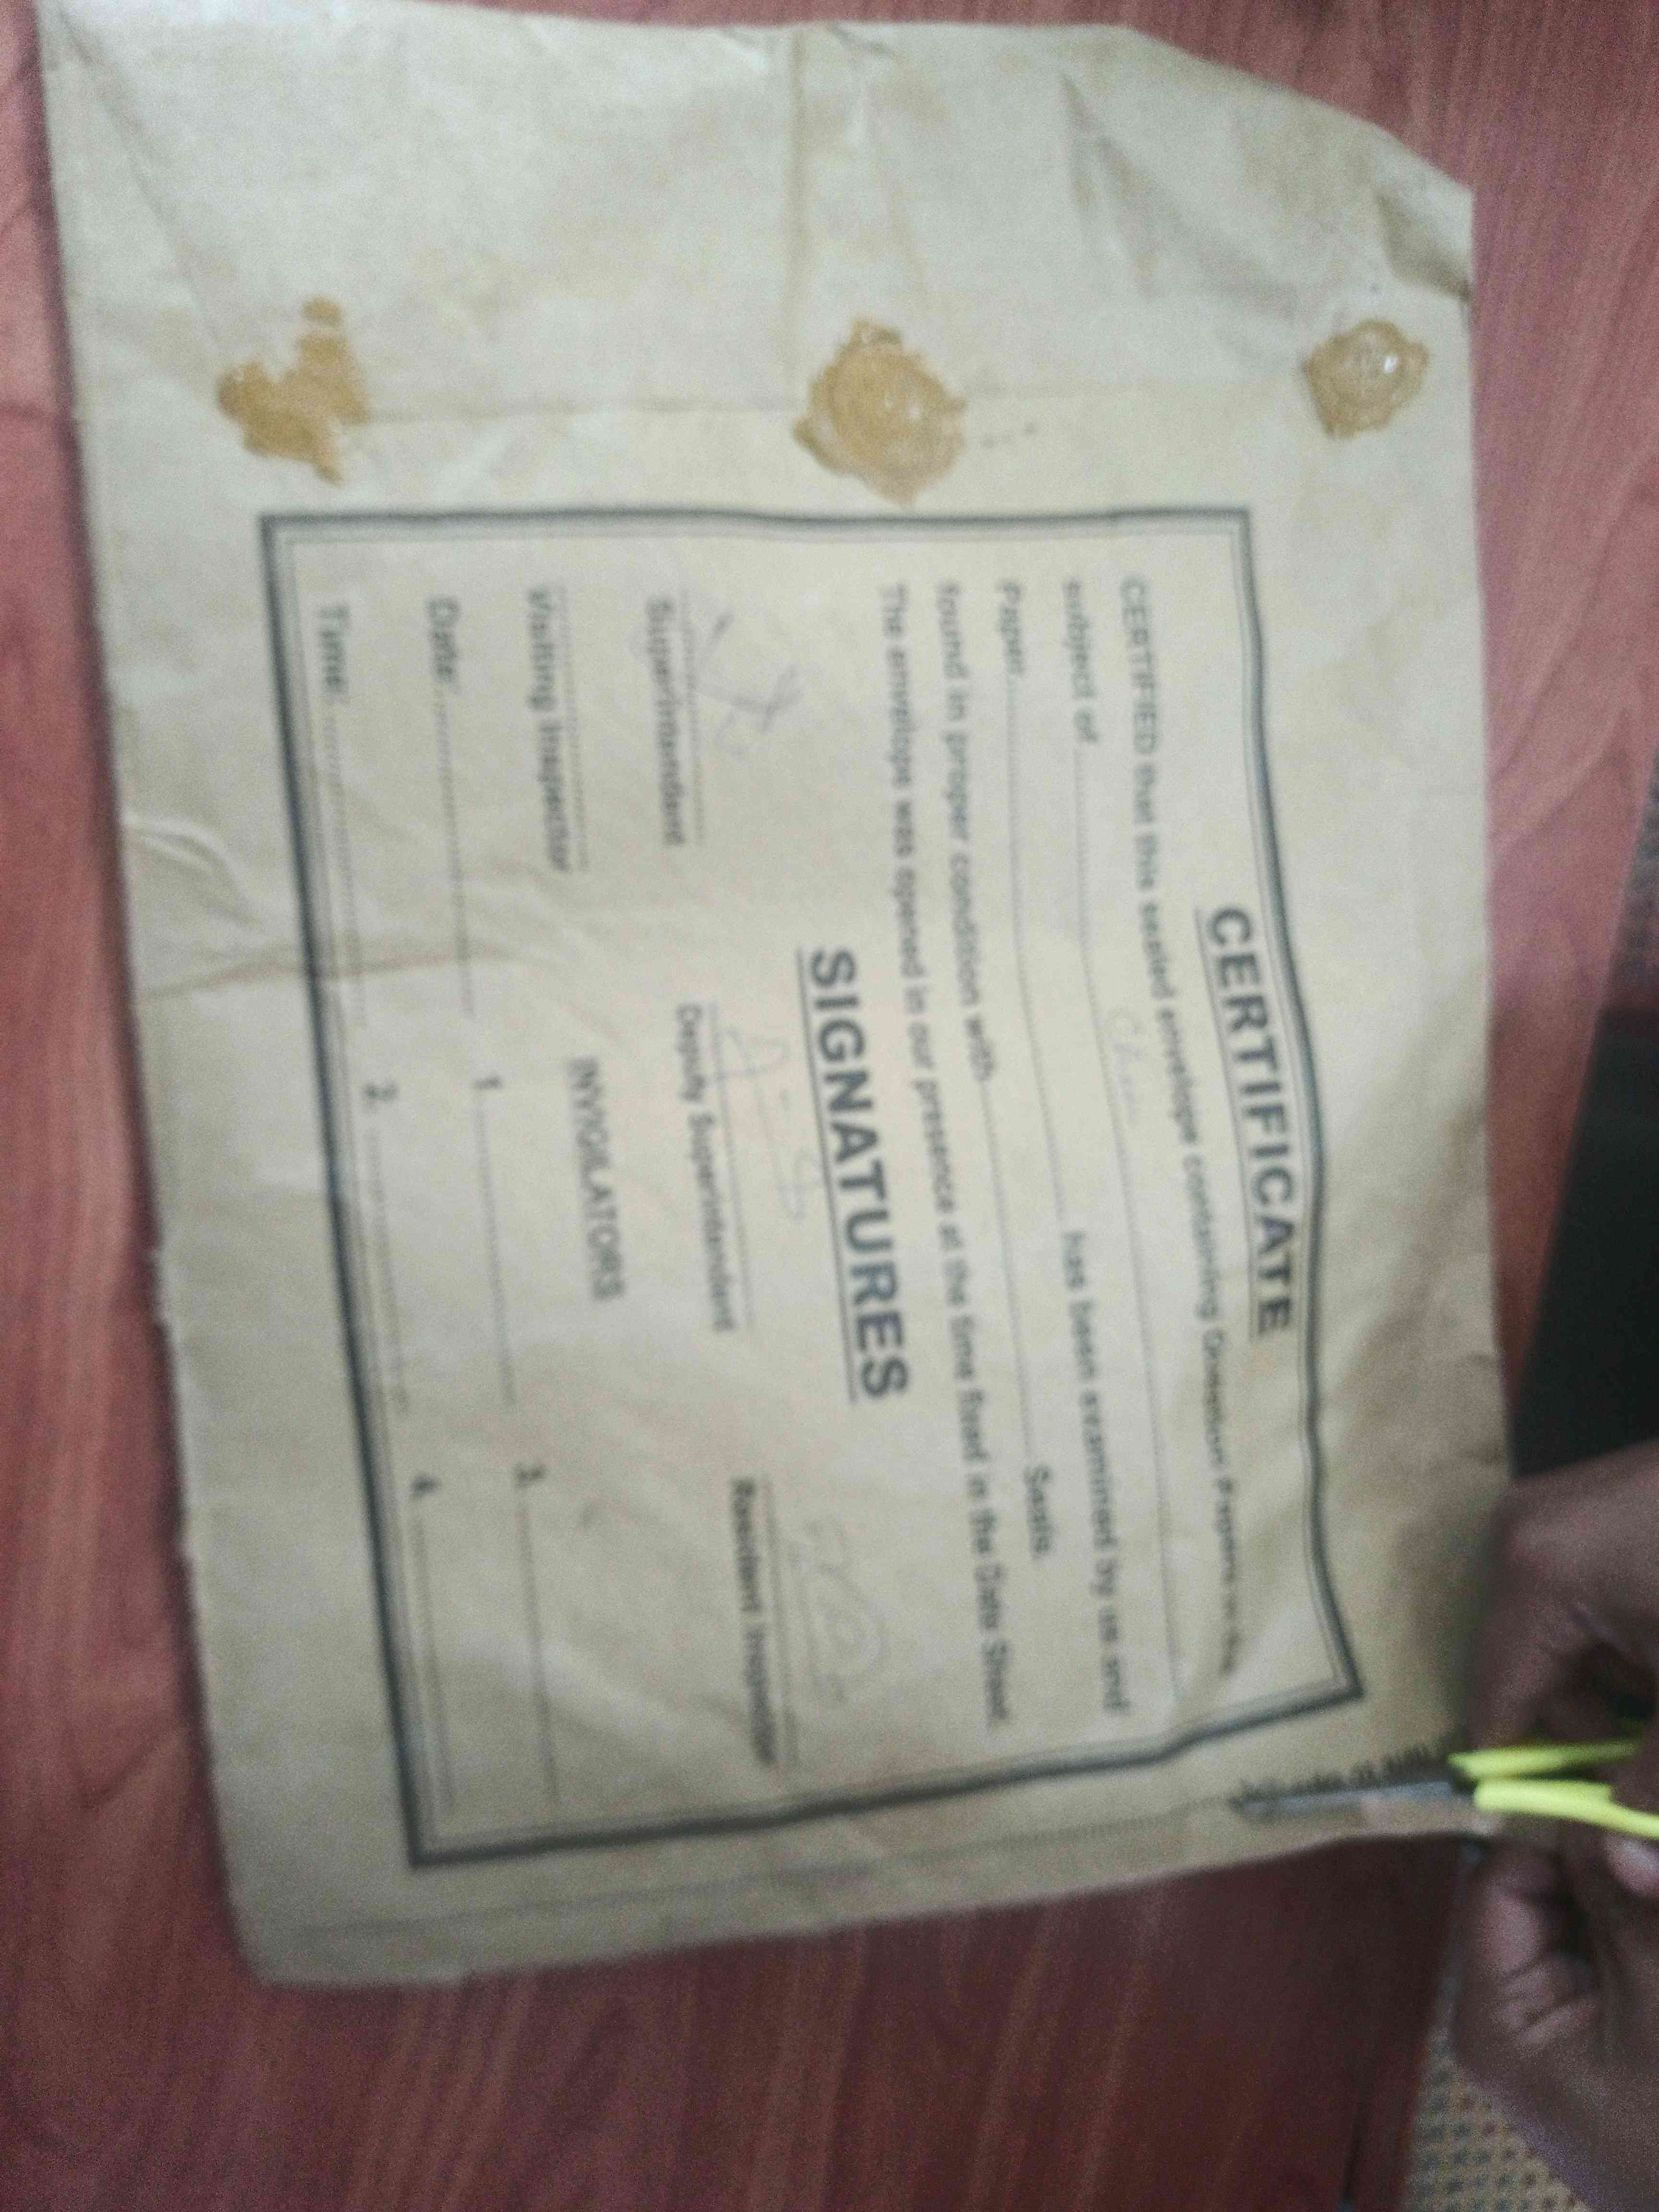 CERTIFICATE
CERTIFIED that this sealed envelope containing Question Papers in the
subject of
Paper has been examined by us and
found in proper condition with Seals.
The envelope was opened in our presence at the time fixed in the Date Sheet.
SIGNATURES
Superintendent Deputy Superintendent Resident Inspector
Visiting Inspector INVIGILATORS
Date: 1. 3.
Time: 2. 4.